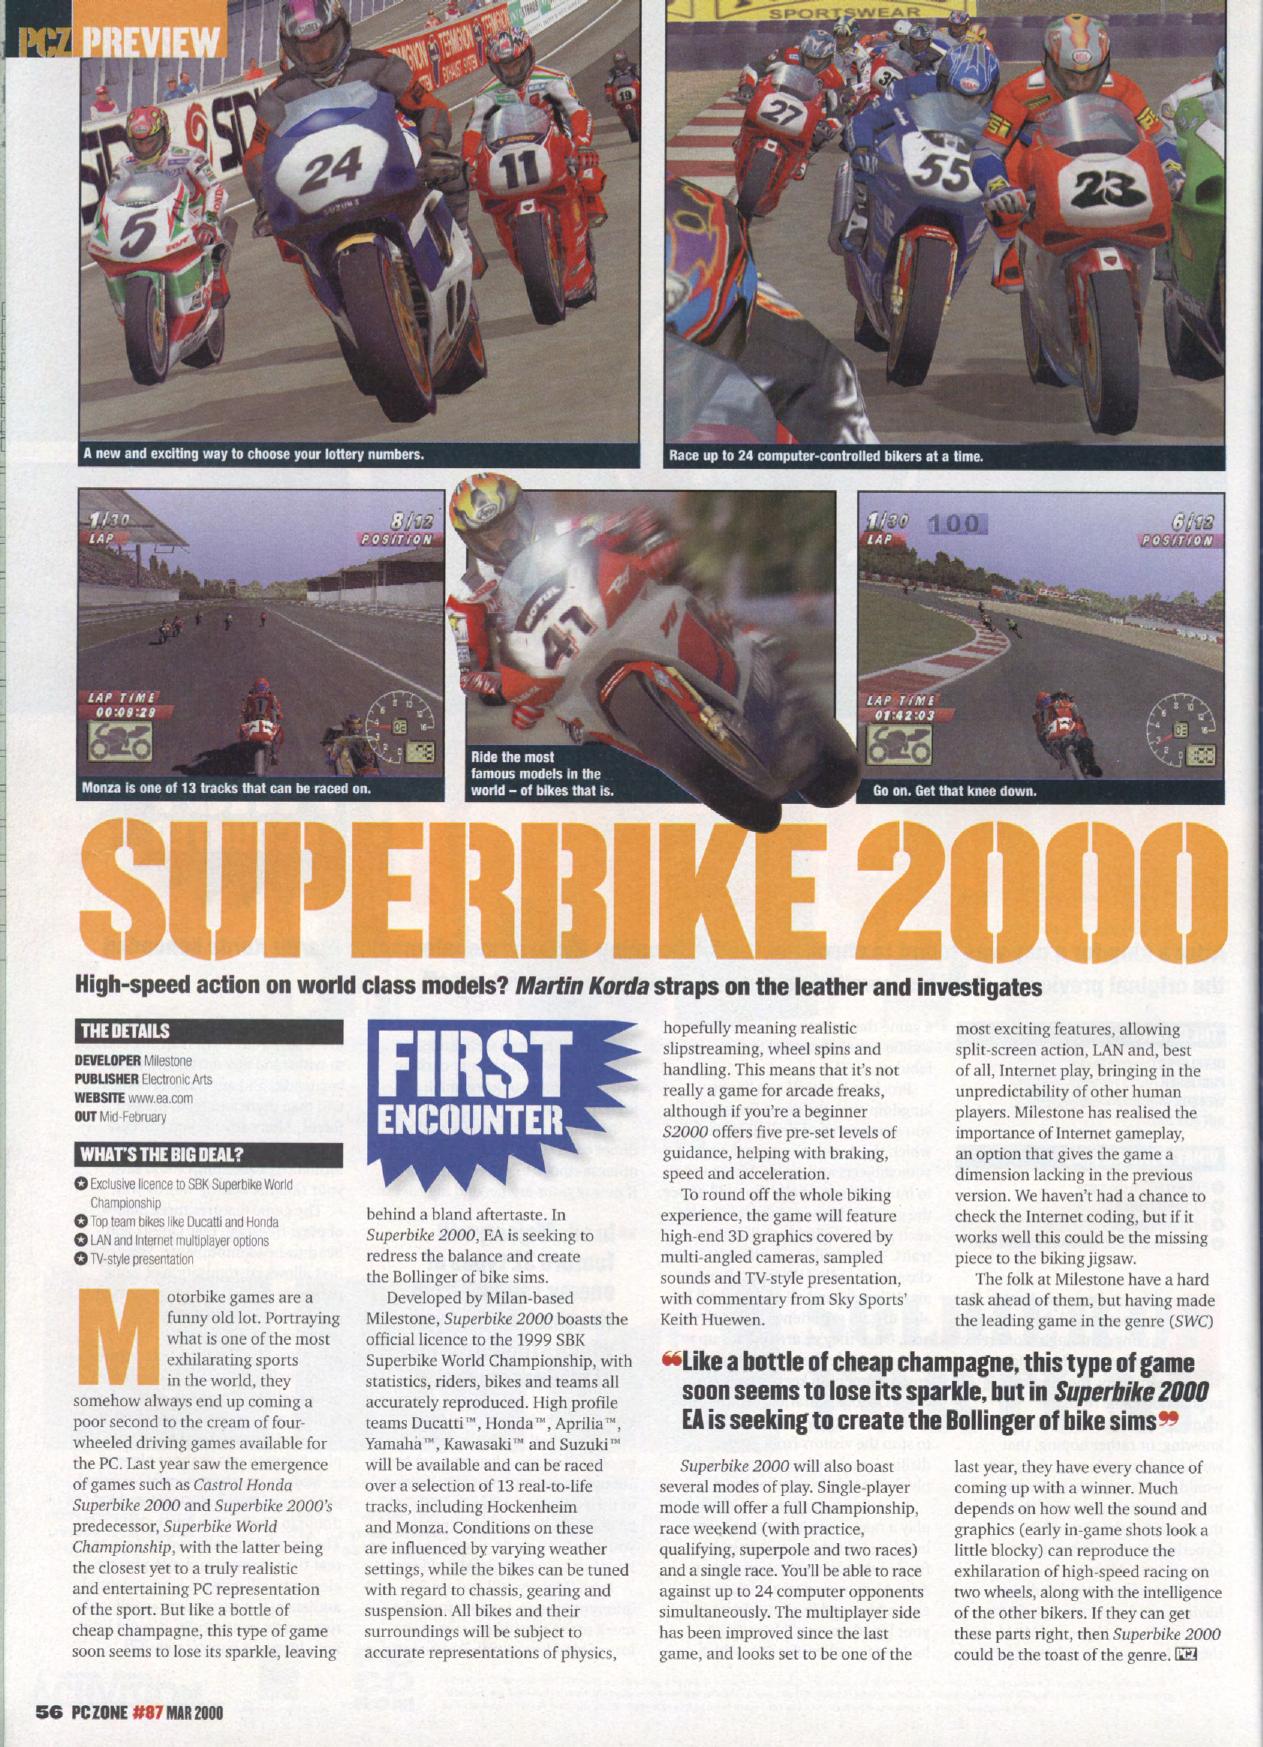 PCZ PREVIEW
SPORTSWEAR
TERMIGNON
5
24
SUZUKI
11
19
27
36
55
23
A new and exciting way to choose your lottery numbers.
Race up to 24 computer-controlled bikers at a time.
1/30
LAP
8/12
POSITION
LAP TIME
00:09:29
Monza is one of 13 tracks that can be raced on.
MOTUL
41
Ride the most
famous models in the
world – of bikes that is.
1/30
LAP
100
6/12
POSITION
LAP TIME
01:42:03
Go on. Get that knee down.
SUPERBIKE 2000
High-speed action on world class models? Martin Korda straps on the leather and investigates
THE DETAILS
DEVELOPER Milestone
PUBLISHER Electronic Arts
WEBSITE www.ea.com
OUT Mid-February
WHAT'S THE BIG DEAL?
Exclusive licence to SBK Superbike World
Championship
Top team bikes like Ducatti and Honda
LAN and Internet multiplayer options
TV-style presentation
Motorbike games are a
funny old lot. Portraying
what is one of the most
exhilarating sports
in the world, they
somehow always end up coming a
poor second to the cream of four-
wheeled driving games available for
the PC. Last year saw the emergence
of games such as Castrol Honda
Superbike 2000 and Superbike 2000's
predecessor, Superbike World
Championship, with the latter being
the closest yet to a truly realistic
and entertaining PC representation
of the sport. But like a bottle of
cheap champagne, this type of game
soon seems to lose its sparkle, leaving
FIRST
ENCOUNTER
behind a bland aftertaste. In
Superbike 2000, EA is seeking to
redress the balance and create
the Bollinger of bike sims.
Developed by Milan-based
Milestone, Superbike 2000 boasts the
official licence to the 1999 SBK
Superbike World Championship, with
statistics, riders, bikes and teams all
accurately reproduced. High profile
teams Ducatti™, Honda™, Aprilia™,
Yamaha™, Kawasaki™ and Suzuki™
will be available and can be raced
over a selection of 13 real-to-life
tracks, including Hockenheim
and Monza. Conditions on these
are influenced by varying weather
settings, while the bikes can be tuned
with regard to chassis, gearing and
suspension. All bikes and their
surroundings will be subject to
accurate representations of physics,
hopefully meaning realistic
slipstreaming, wheel spins and
handling. This means that it's not
really a game for arcade freaks,
although if you're a beginner
S2000 offers five pre-set levels of
guidance, helping with braking,
speed and acceleration.
To round off the whole biking
experience, the game will feature
high-end 3D graphics covered by
multi-angled cameras, sampled
sounds and TV-style presentation,
with commentary from Sky Sports'
Keith Huewen.
most exciting features, allowing
split-screen action, LAN and, best
of all, Internet play, bringing in the
unpredictability of other human
players. Milestone has realised the
importance of Internet gameplay,
an option that gives the game a
dimension lacking in the previous
version. We haven't had a chance to
check the Internet coding, but if it
works well this could be the missing
piece to the biking jigsaw.
The folk at Milestone have a hard
task ahead of them, but having made
the leading game in the genre (SWC)
“Like a bottle of cheap champagne, this type of game
soon seems to lose its sparkle, but in Superbike 2000
EA is seeking to create the Bollinger of bike sims”
Superbike 2000 will also boast
several modes of play. Single-player
mode will offer a full Championship,
race weekend (with practice,
qualifying, superpole and two races)
and a single race. You'll be able to race
against up to 24 computer opponents
simultaneously. The multiplayer side
has been improved since the last
game, and looks set to be one of the
last year, they have every chance of
coming up with a winner. Much
depends on how well the sound and
graphics (early in-game shots look a
little blocky) can reproduce the
exhilaration of high-speed racing on
two wheels, along with the intelligence
of the other bikers. If they can get
these parts right, then Superbike 2000
could be the toast of the genre. PCZ
56 PC ZONE #87 MAR 2000